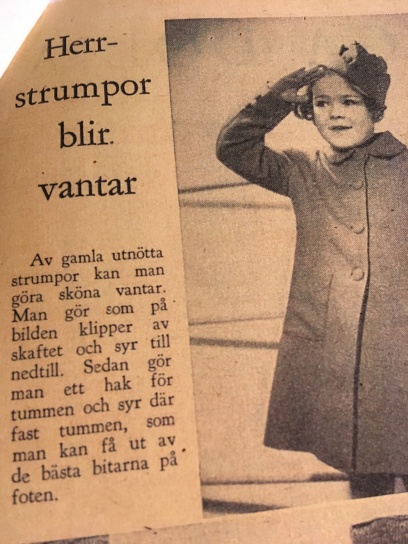 Herr-
strumpor
blir
vantar
Av gamla utnötta
strumpor kan man
göra sköna vantar.
Man gör som på
bilden klipper av
skaftet och syr till
nedtill. Sedan gör
man ett hak för
tummen och syr där
fast tummen, som
man kan få ut av
de bästa bitarna på
foten.